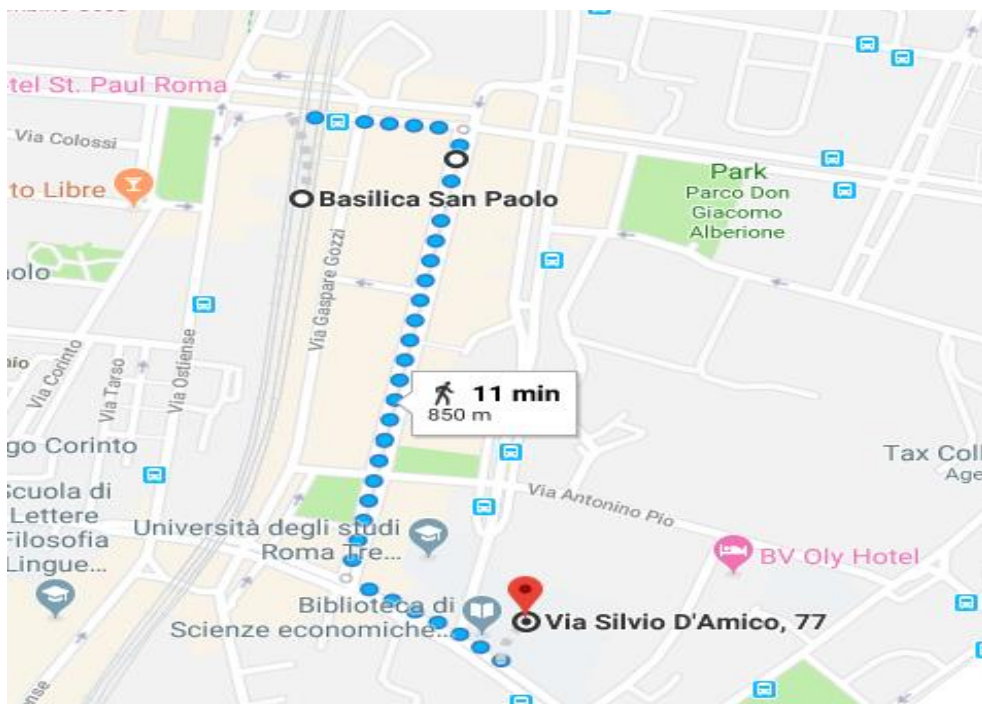 tel St. Paul Roma
Via Colossi
to Libre
Basilica San Paolo
Park
Parco Don
Giacomo
Alberione
olo
Via Gaspare Gozzi
Via Ostiense
Via Corinto
Via Tarso
11 min
850 m
go Corinto
Tax Coll
Age
Scuola di
Lettere
Filosofia
Lingue...
Via Antonino Pio
Università degli studi
Roma Tre...
BV Oly Hotel
Biblioteca di
Scienze economiche...
Via Silvio D'Amico, 77